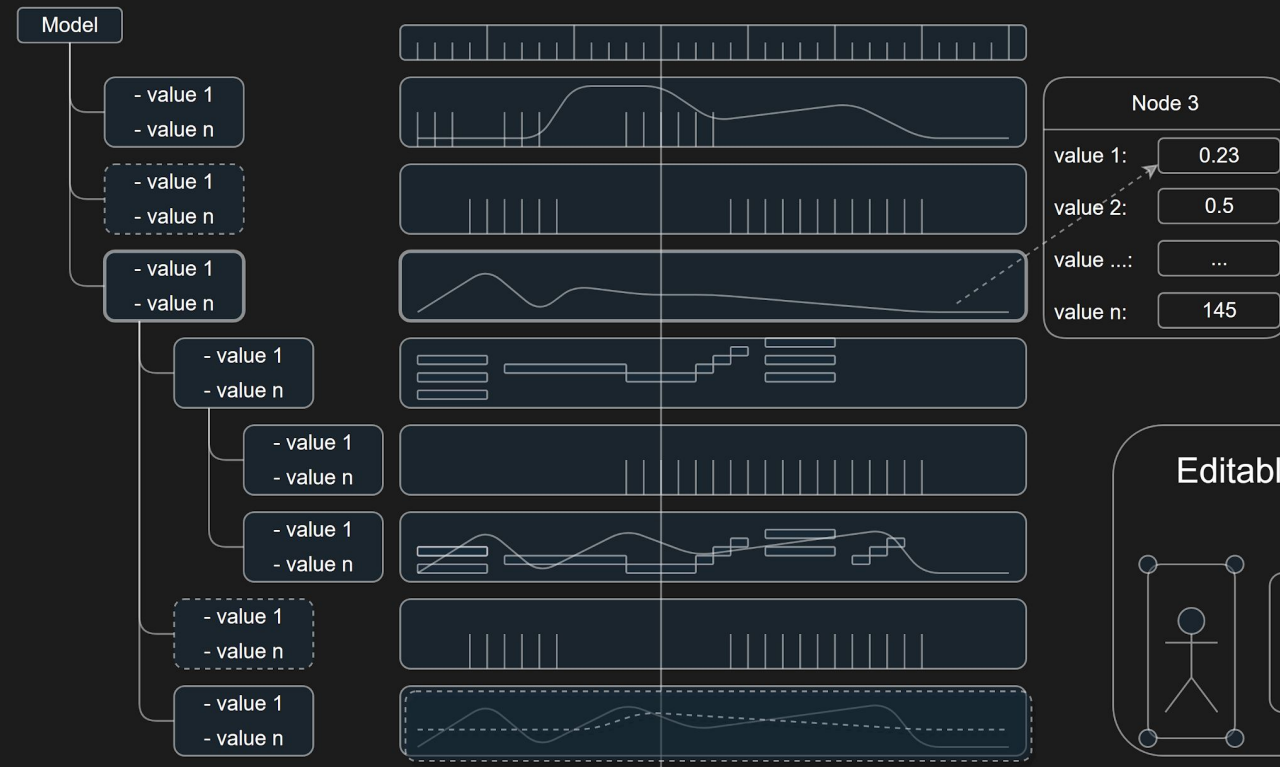 Model
- value 1
- value n
- value 1
- value n
- value 1
- value n
- value 1
- value n
- value 1
- value n
- value 1
- value n
- value 1
- value n
- value 1
- value n
Node 3
value 1: 0.23
value 2: 0.5
value ...: ...
value n: 145
Editabl